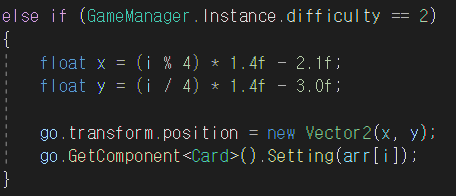 else if (GameManager.Instance.difficulty == 2)
{
    float x = (i % 4) * 1.4f - 2.1f;
    float y = (i / 4) * 1.4f - 3.0f;

    go.transform.position = new Vector2(x, y);
    go.GetComponent<Card>().Setting(arr[i]);
}